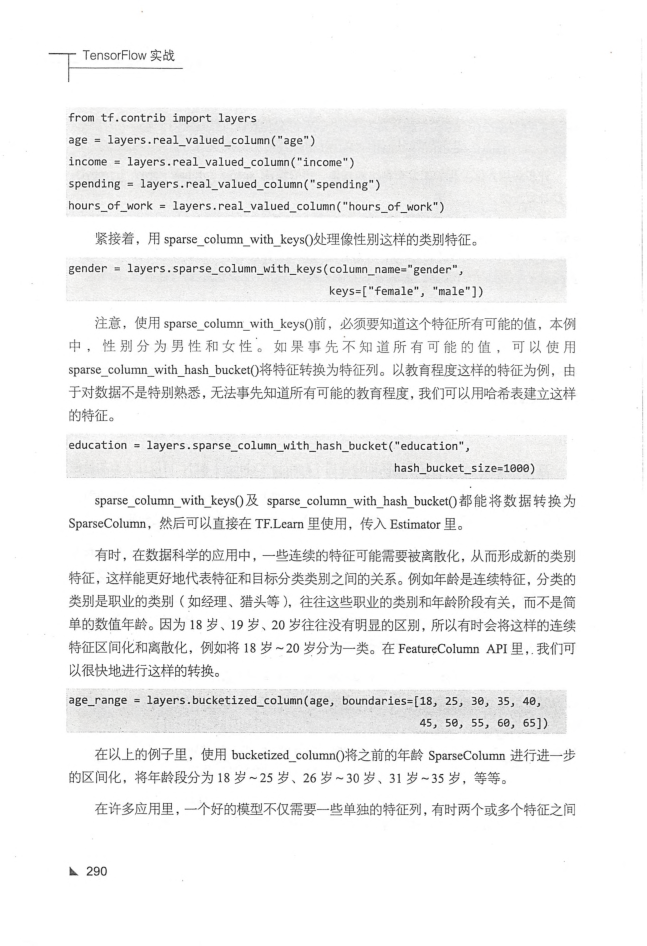 TensorFlow 实战
from tf.contrib import layers
age = layers.real_valued_column("age")
income = layers.real_valued_column("income")
spending = layers.real_valued_column("spending")
hours_of_work = layers.real_valued_column("hours_of_work")
紧接着，用 sparse_column_with_keys()处理像性别这样的类别特征。
gender = layers.sparse_column_with_keys(column_name="gender",
keys=["female", "male"])
注意，使用 sparse_column_with_keys()前，必须要知道这个特征所有可能的值，本例
中，性别分为男性和女性。如果事先不知道所有可能的值，可以使用
sparse_column_with_hash_bucket()将特征转换为特征列。以教育程度这样的特征为例，由
于对数据不是特别熟悉，无法事先知道所有可能的教育程度，我们可以用哈希表建立这样
的特征。
education = layers.sparse_column_with_hash_bucket("education",
hash_bucket_size=1000)
sparse_column_with_keys()及 sparse_column_with_hash_bucket()都能将数据转换为
SparseColumn，然后可以直接在 TF.Learn 里使用，传入 Estimator 里。
有时，在数据科学的应用中，一些连续的特征可能需要被离散化，从而形成新的类别
特征，这样能更好地代表特征和目标分类类别之间的关系。例如年龄是连续特征，分类的
类别是职业的类别（如经理、猎头等），往往这些职业的类别和年龄阶段有关，而不是简
单的数值年龄。因为 18 岁、19 岁、20 岁往往没有明显的区别，所以有时会将这样的连续
特征区间化和离散化，例如将 18 岁~20 岁分为一类。在 FeatureColumn API 里，我们可
以很快地进行这样的转换。
age_range = layers.bucketized_column(age, boundaries=[18, 25, 30, 35, 40,
45, 50, 55, 60, 65])
在以上的例子里，使用 bucketized_column()将之前的年龄 SparseColumn 进行进一步
的区间化，将年龄段分为 18 岁~25 岁、26 岁~30 岁、31 岁~35 岁，等等。
在许多应用里，一个好的模型不仅需要一些单独的特征列，有时两个或多个特征之间
290